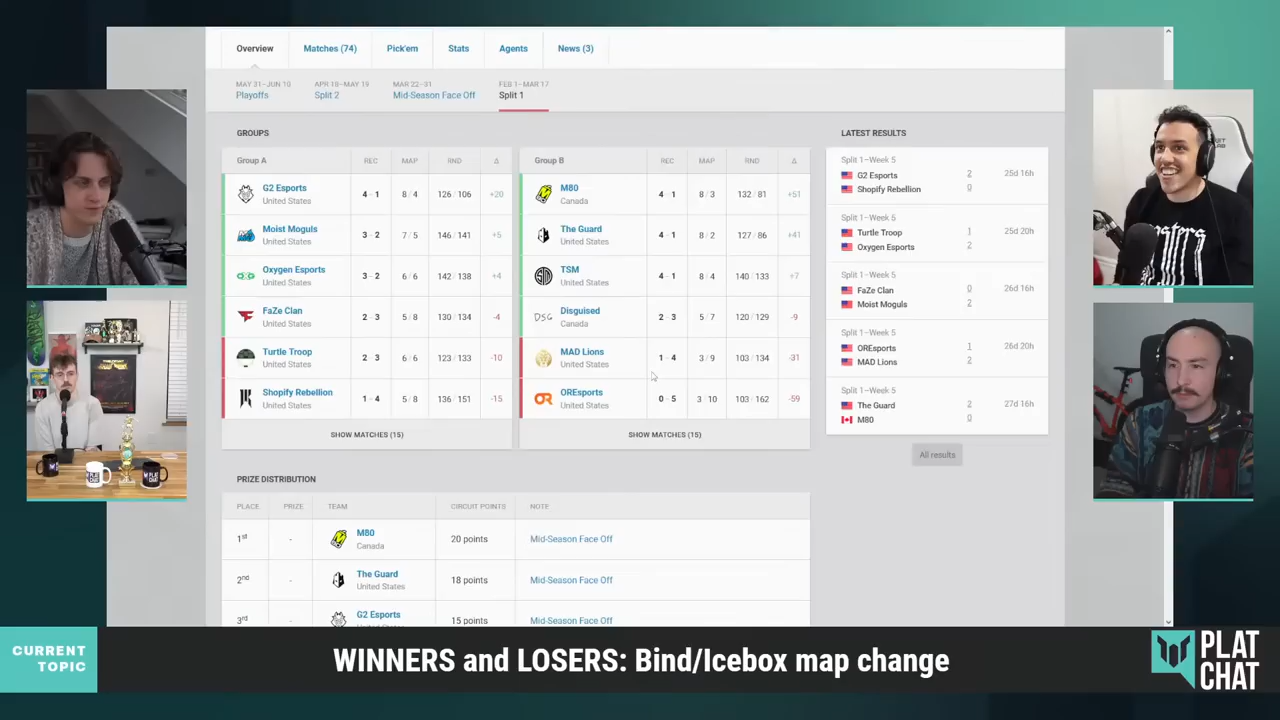 Overview Matches (74) Pick'em Stats Agents News (3)
MAY 31–JUN 10 APR 18–MAY 19 MAR 22–31 FEB 1–MAR 17
Playoffs Split 2 Mid-Season Face Off Split 1
GROUPS
Group A REC MAP RND Δ
G2 Esports 4–1 8/4 126/106 +20
United States
Moist Moguls 3–2 7/5 146/141 +5
United States
Oxygen Esports 3–2 6/6 142/138 +4
United States
FaZe Clan 2–3 5/8 130/134 -4
United States
Turtle Troop 2–3 6/6 123/133 -10
United States
Shopify Rebellion 1–4 5/8 136/151 -15
United States
SHOW MATCHES (15)
Group B REC MAP RND Δ
M80 4–1 8/3 132/81 +51
Canada
The Guard 4–1 8/2 127/86 +41
United States
TSM 4–1 8/4 140/133 +7
United States
DSG Disguised 2–3 5/7 120/129 -9
Canada
MAD Lions 1–4 3/9 103/134 -31
United States
OR OREsports 0–5 3/10 103/162 -59
United States
SHOW MATCHES (15)
LATEST RESULTS
Split 1–Week 5
G2 Esports 2 25d 16h
Shopify Rebellion 0
Split 1–Week 5
Turtle Troop 1 25d 20h
Oxygen Esports 2
Split 1–Week 5
FaZe Clan 0 26d 16h
Moist Moguls 2
Split 1–Week 5
OREsports 1 26d 20h
MAD Lions 2
Split 1–Week 5
The Guard 2 27d 16h
M80 0
All results
PRIZE DISTRIBUTION
PLACE PRIZE TEAM CIRCUIT POINTS NOTE
1st - M80 20 points Mid-Season Face Off
Canada
2nd - The Guard 18 points Mid-Season Face Off
United States
3rd - G2 Esports 15 points Mid-Season Face Off
United States
CURRENT
TOPIC
WINNERS and LOSERS: Bind/Icebox map change
PLAT
CHAT